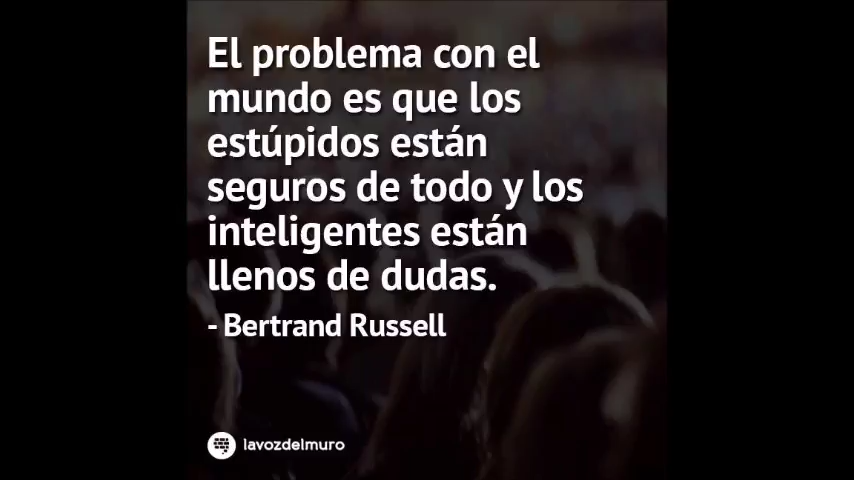 El problema con el
mundo es que los
estúpidos están
seguros de todo y los
inteligentes están
llenos de dudas.
- Bertrand Russell
lavozdelmuro